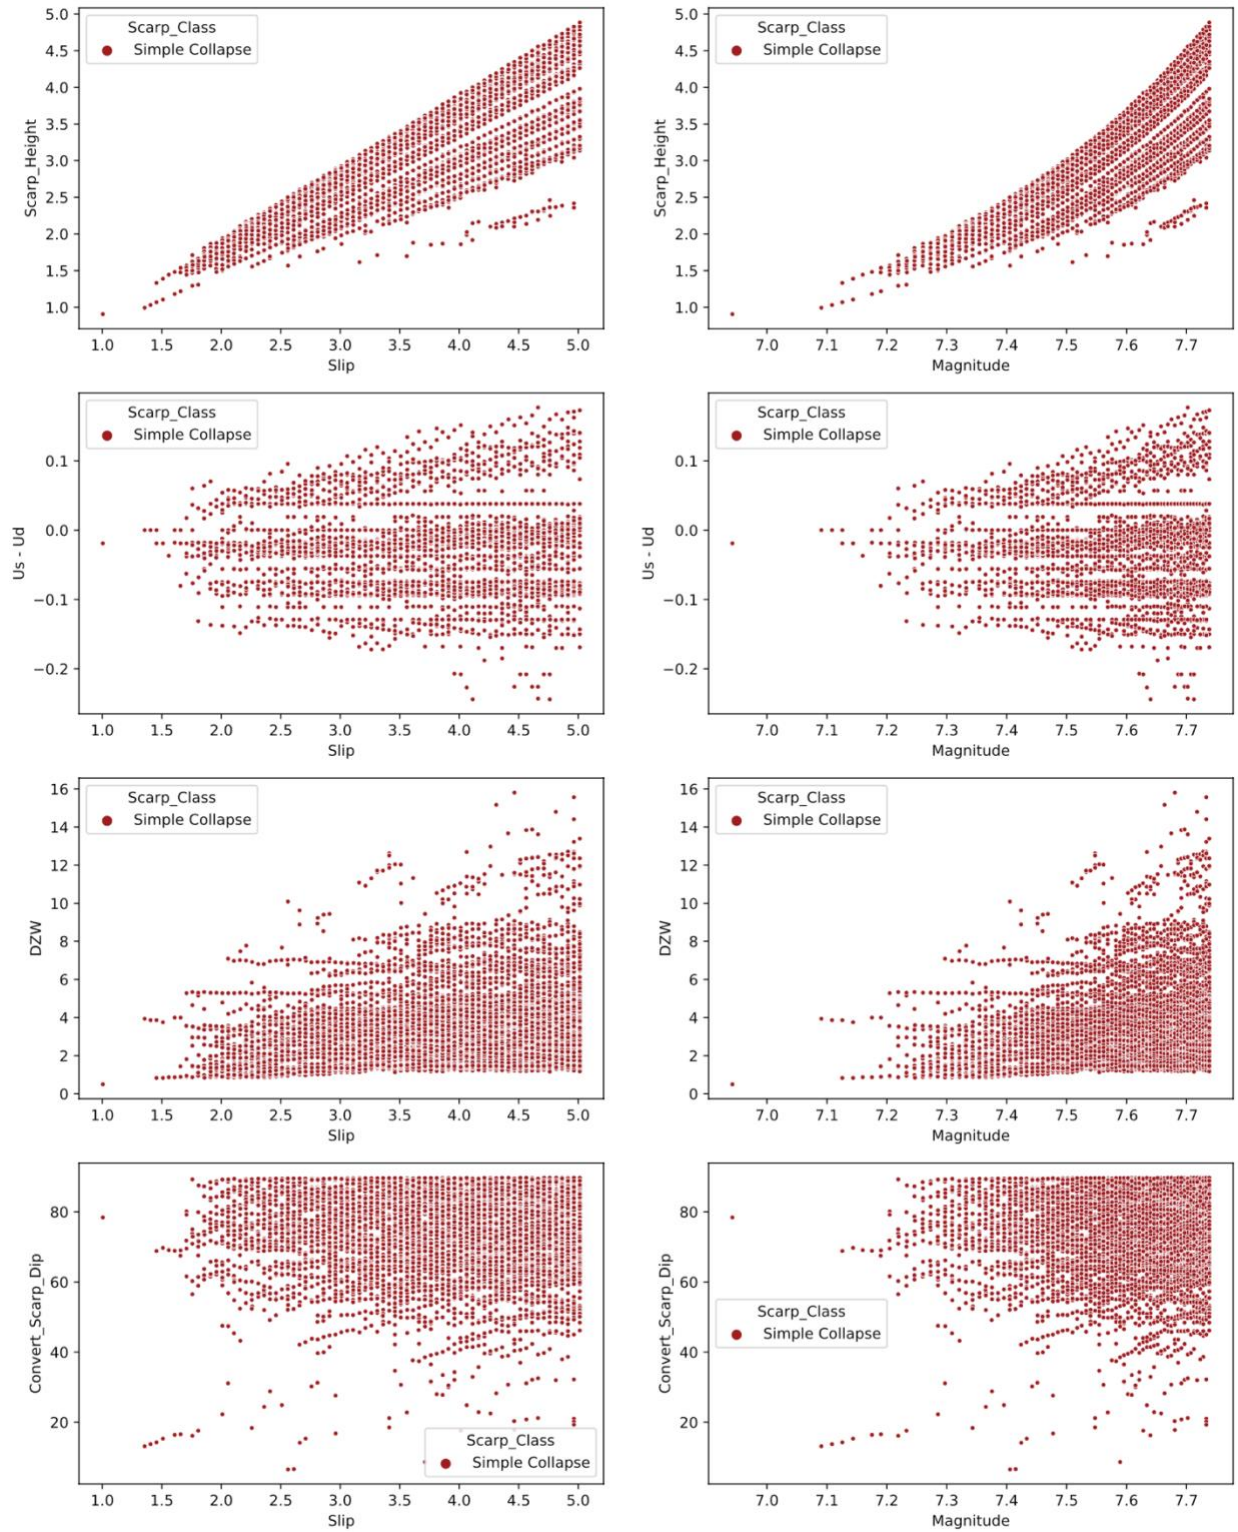 Scarp_Class
Simple Collapse
5.0
4.5
4.0
3.5
3.0
2.5
2.0
1.5
1.0
Scarp_Height
1.0 1.5 2.0 2.5 3.0 3.5 4.0 4.5 5.0
Slip
Scarp_Class
Simple Collapse
5.0
4.5
4.0
3.5
3.0
2.5
2.0
1.5
1.0
Scarp_Height
7.0 7.1 7.2 7.3 7.4 7.5 7.6 7.7
Magnitude
Scarp_Class
Simple Collapse
0.1
0.0
−0.1
−0.2
Us - Ud
1.0 1.5 2.0 2.5 3.0 3.5 4.0 4.5 5.0
Slip
Scarp_Class
Simple Collapse
0.1
0.0
−0.1
−0.2
Us - Ud
7.0 7.1 7.2 7.3 7.4 7.5 7.6 7.7
Magnitude
Scarp_Class
Simple Collapse
16
14
12
10
8
6
4
2
0
DZW
1.0 1.5 2.0 2.5 3.0 3.5 4.0 4.5 5.0
Slip
Scarp_Class
Simple Collapse
16
14
12
10
8
6
4
2
0
DZW
7.0 7.1 7.2 7.3 7.4 7.5 7.6 7.7
Magnitude
80
60
40
20
Convert_Scarp_Dip
Scarp_Class
Simple Collapse
1.0 1.5 2.0 2.5 3.0 3.5 4.0 4.5 5.0
Slip
80
60
40
20
Convert_Scarp_Dip
Scarp_Class
Simple Collapse
7.0 7.1 7.2 7.3 7.4 7.5 7.6 7.7
Magnitude